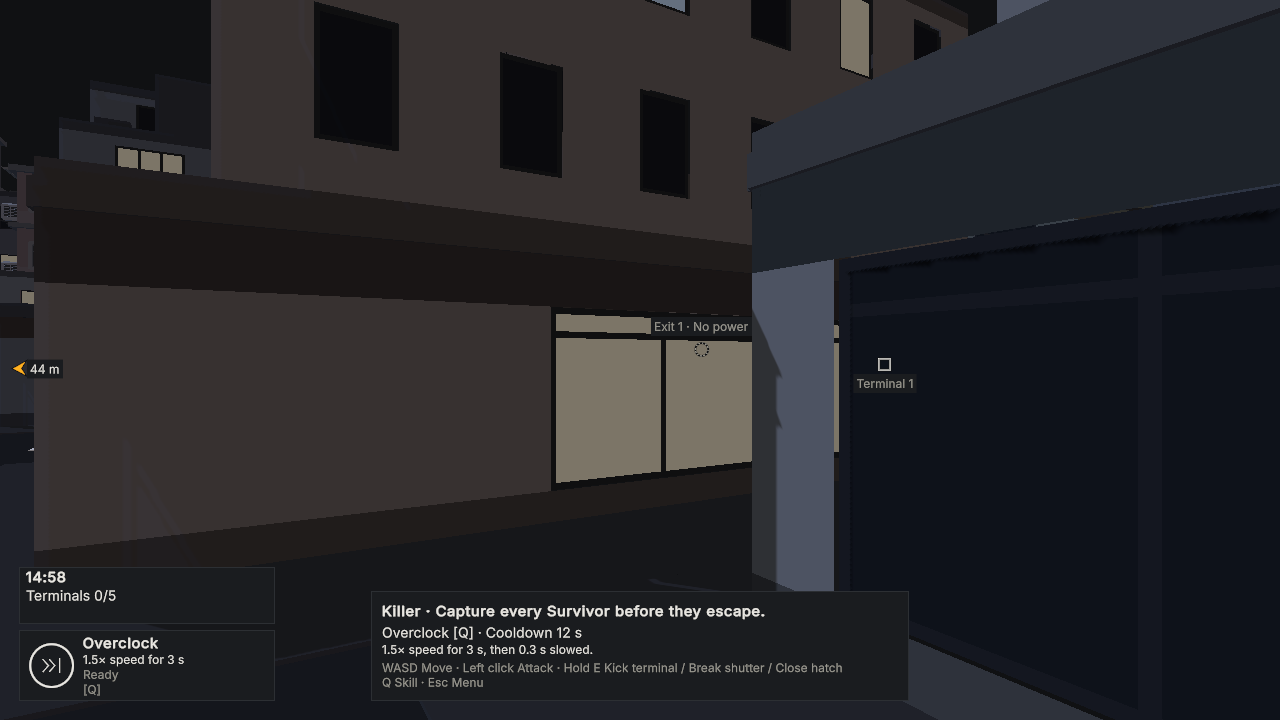 Exit 1 · No power
44 m
Terminal 1
14:58
Terminals 0/5
Overclock
1.5× speed for 3 s
Ready
[Q]
Killer · Capture every Survivor before they escape.
Overclock [Q] · Cooldown 12 s
1.5× speed for 3 s, then 0.3 s slowed.
WASD Move · Left click Attack · Hold E Kick terminal / Break shutter / Close hatch
Q Skill · Esc Menu